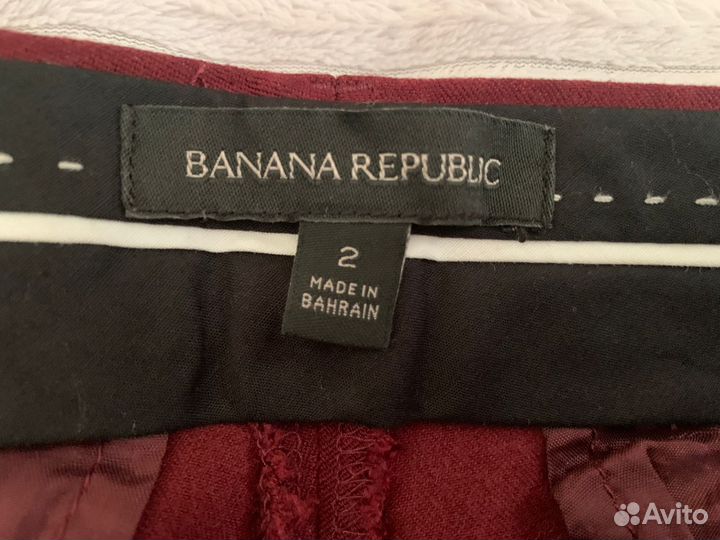 BANANA REPUBLIC
2
MADE IN
BAHRAIN
Avito